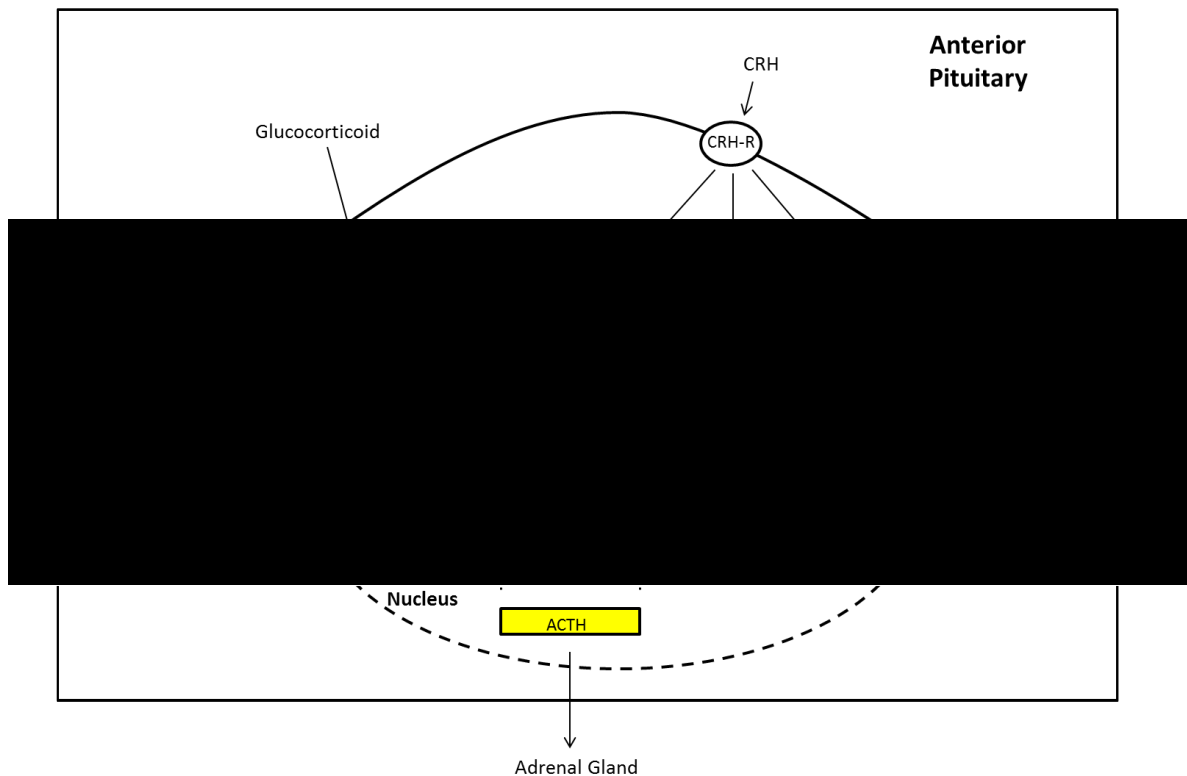 Anterior
Pituitary
CRH
Glucocorticoid
CRH-R
Nucleus
ACTH
Adrenal Gland